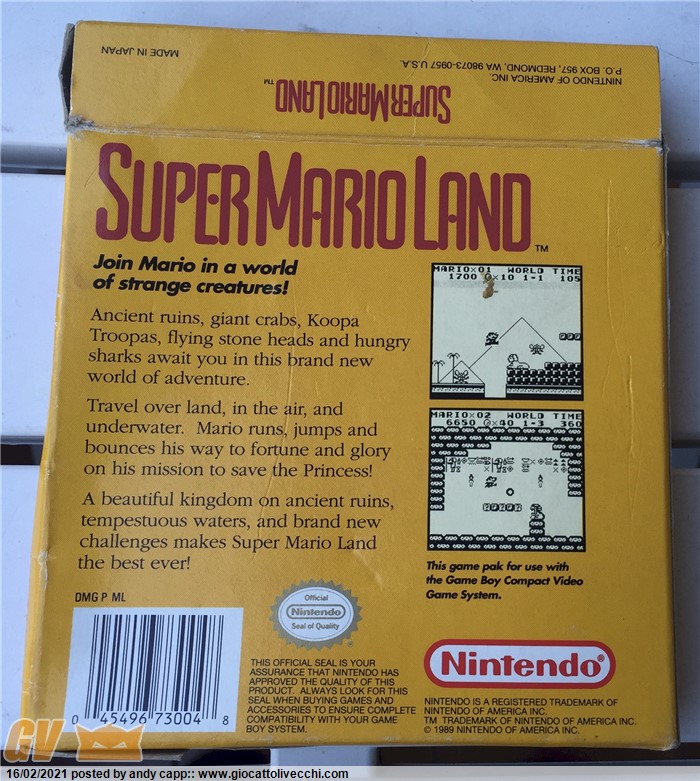 MADE IN JAPAN
NINTENDO OF AMERICA INC.
P.O. BOX 957, REDMOND, WA 98073-0957 U.S.A.
SUPER MARIO LAND TM
SUPER MARIO LAND TM
Join Mario in a world
of strange creatures!
Ancient ruins, giant crabs, Koopa
Troopas, flying stone heads and hungry
sharks await you in this brand new
world of adventure.
Travel over land, in the air, and
underwater. Mario runs, jumps and
bounces his way to fortune and glory
on his mission to save the Princess!
A beautiful kingdom on ancient ruins,
tempestuous waters, and brand new
challenges makes Super Mario Land
the best ever!
MARIO×01 WORLD TIME
1700 ×10 1-1 105
MARIO×02 WORLD TIME
6650 ×40 1-3 360
This game pak for use with
the Game Boy Compact Video
Game System.
DMG P ML
0 45496 73004 8
Official
Nintendo
Seal of Quality
THIS OFFICIAL SEAL IS YOUR
ASSURANCE THAT NINTENDO HAS
APPROVED THE QUALITY OF THIS
PRODUCT. ALWAYS LOOK FOR THIS
SEAL WHEN BUYING GAMES AND
ACCESSORIES TO ENSURE COMPLETE
COMPATIBILITY WITH YOUR GAME
BOY SYSTEM.
Nintendo®
NINTENDO IS A REGISTERED TRADEMARK OF
NINTENDO OF AMERICA INC.
TM TRADEMARK OF NINTENDO OF AMERICA INC.
© 1989 NINTENDO OF AMERICA INC.
GV
16/02/2021 posted by andy capp:: www.giocattolivecchi.com